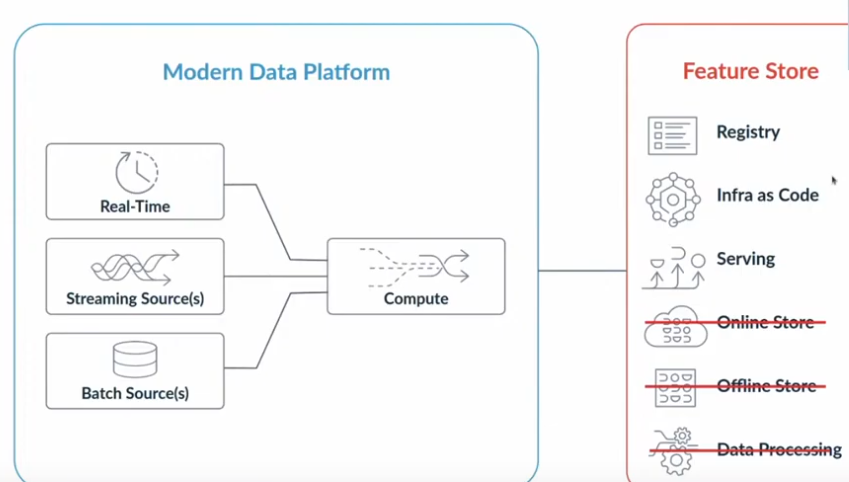 Modern Data Platform
Real-Time
Streaming Source(s)
Batch Source(s)
Compute
Feature Store
Registry
Infra as Code
Serving
Online Store
Offline Store
Data Processing